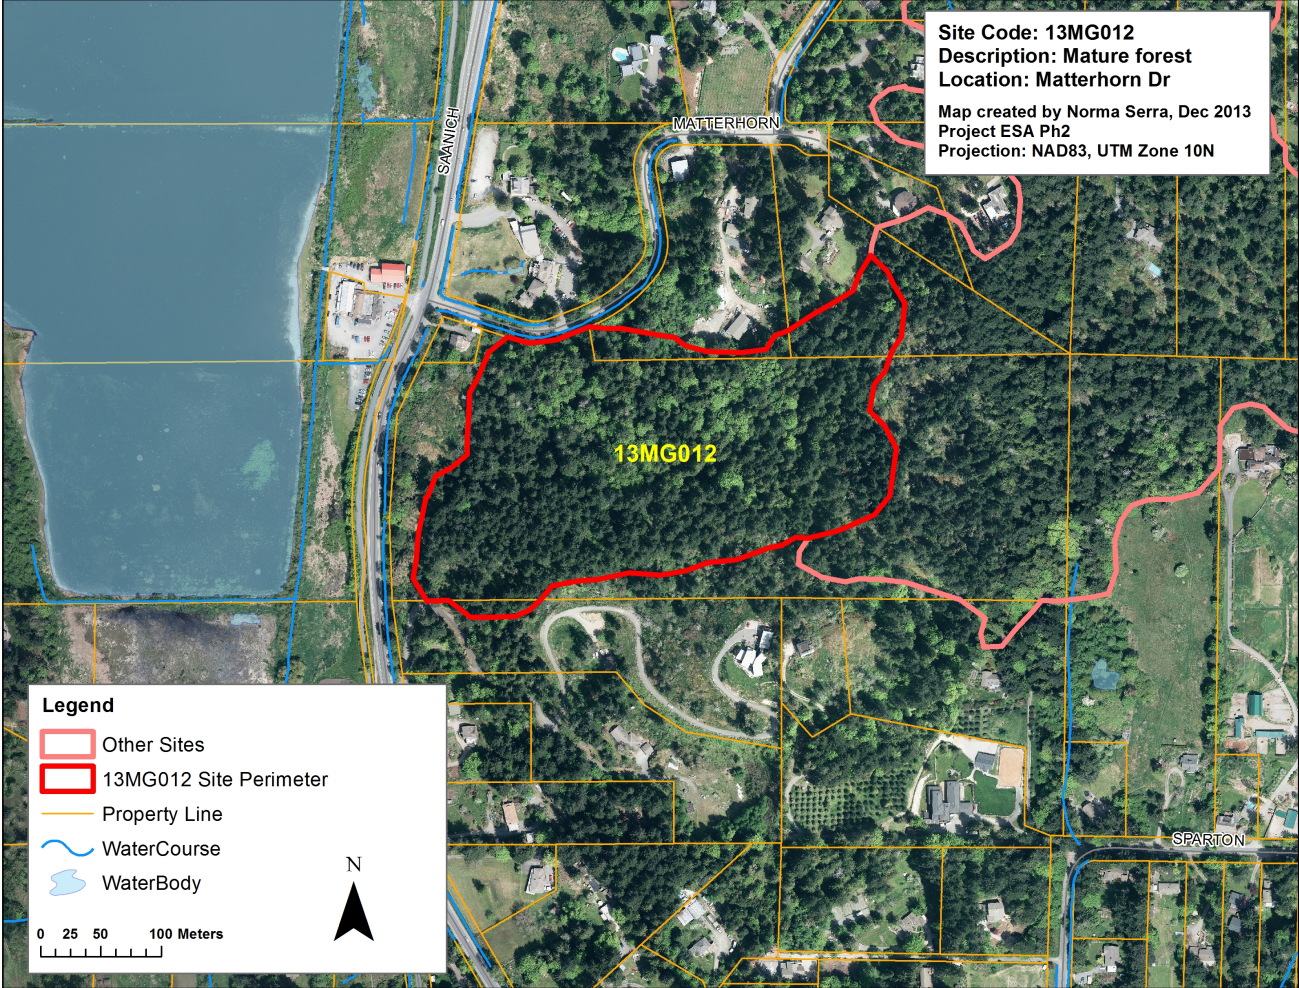 Site Code: 13MG012
Description: Mature forest
Location: Matterhorn Dr
Map created by Norma Serra, Dec 2013
Project ESA Ph2
Projection: NAD83, UTM Zone 10N
MATTERHORN
SAANICH
13MG012
SPARTON
Legend
Other Sites
13MG012 Site Perimeter
Property Line
WaterCourse
WaterBody
N
0 25 50 100 Meters